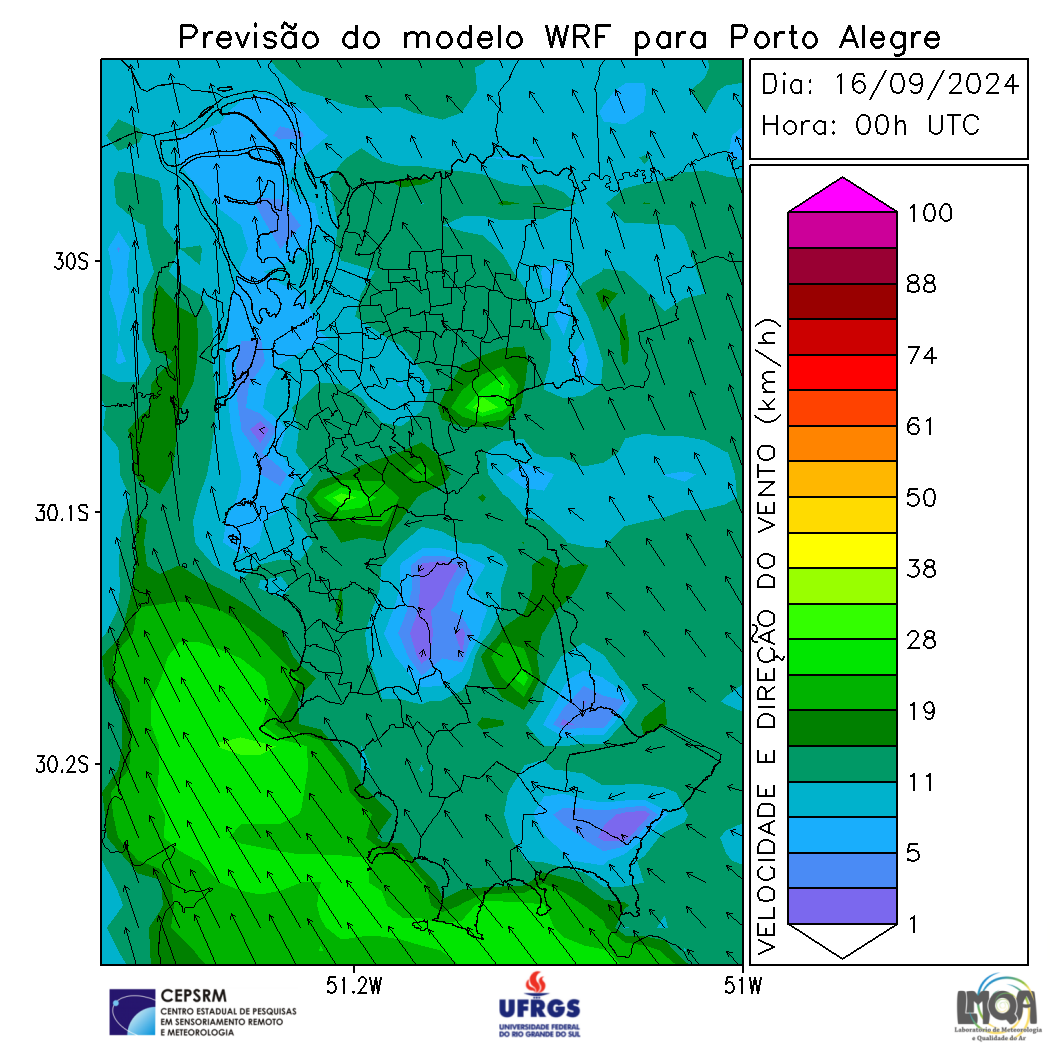 Previsão do modelo WRF para Porto Alegre
Dia: 16/09/2024
Hora: 00h UTC
30S
30.1S
30.2S
51.2W
51W
VELOCIDADE E DIREÇÃO DO VENTO (km/h)
100
88
74
61
50
38
28
19
11
5
1
CEPSRM
CENTRO ESTADUAL DE PESQUISAS
EM SENSORIAMENTO REMOTO
E METEOROLOGIA
UFRGS
UNIVERSIDADE FEDERAL
DO RIO GRANDE DO SUL
LMQA
Laboratório de Meteorologia
e Qualidade do Ar